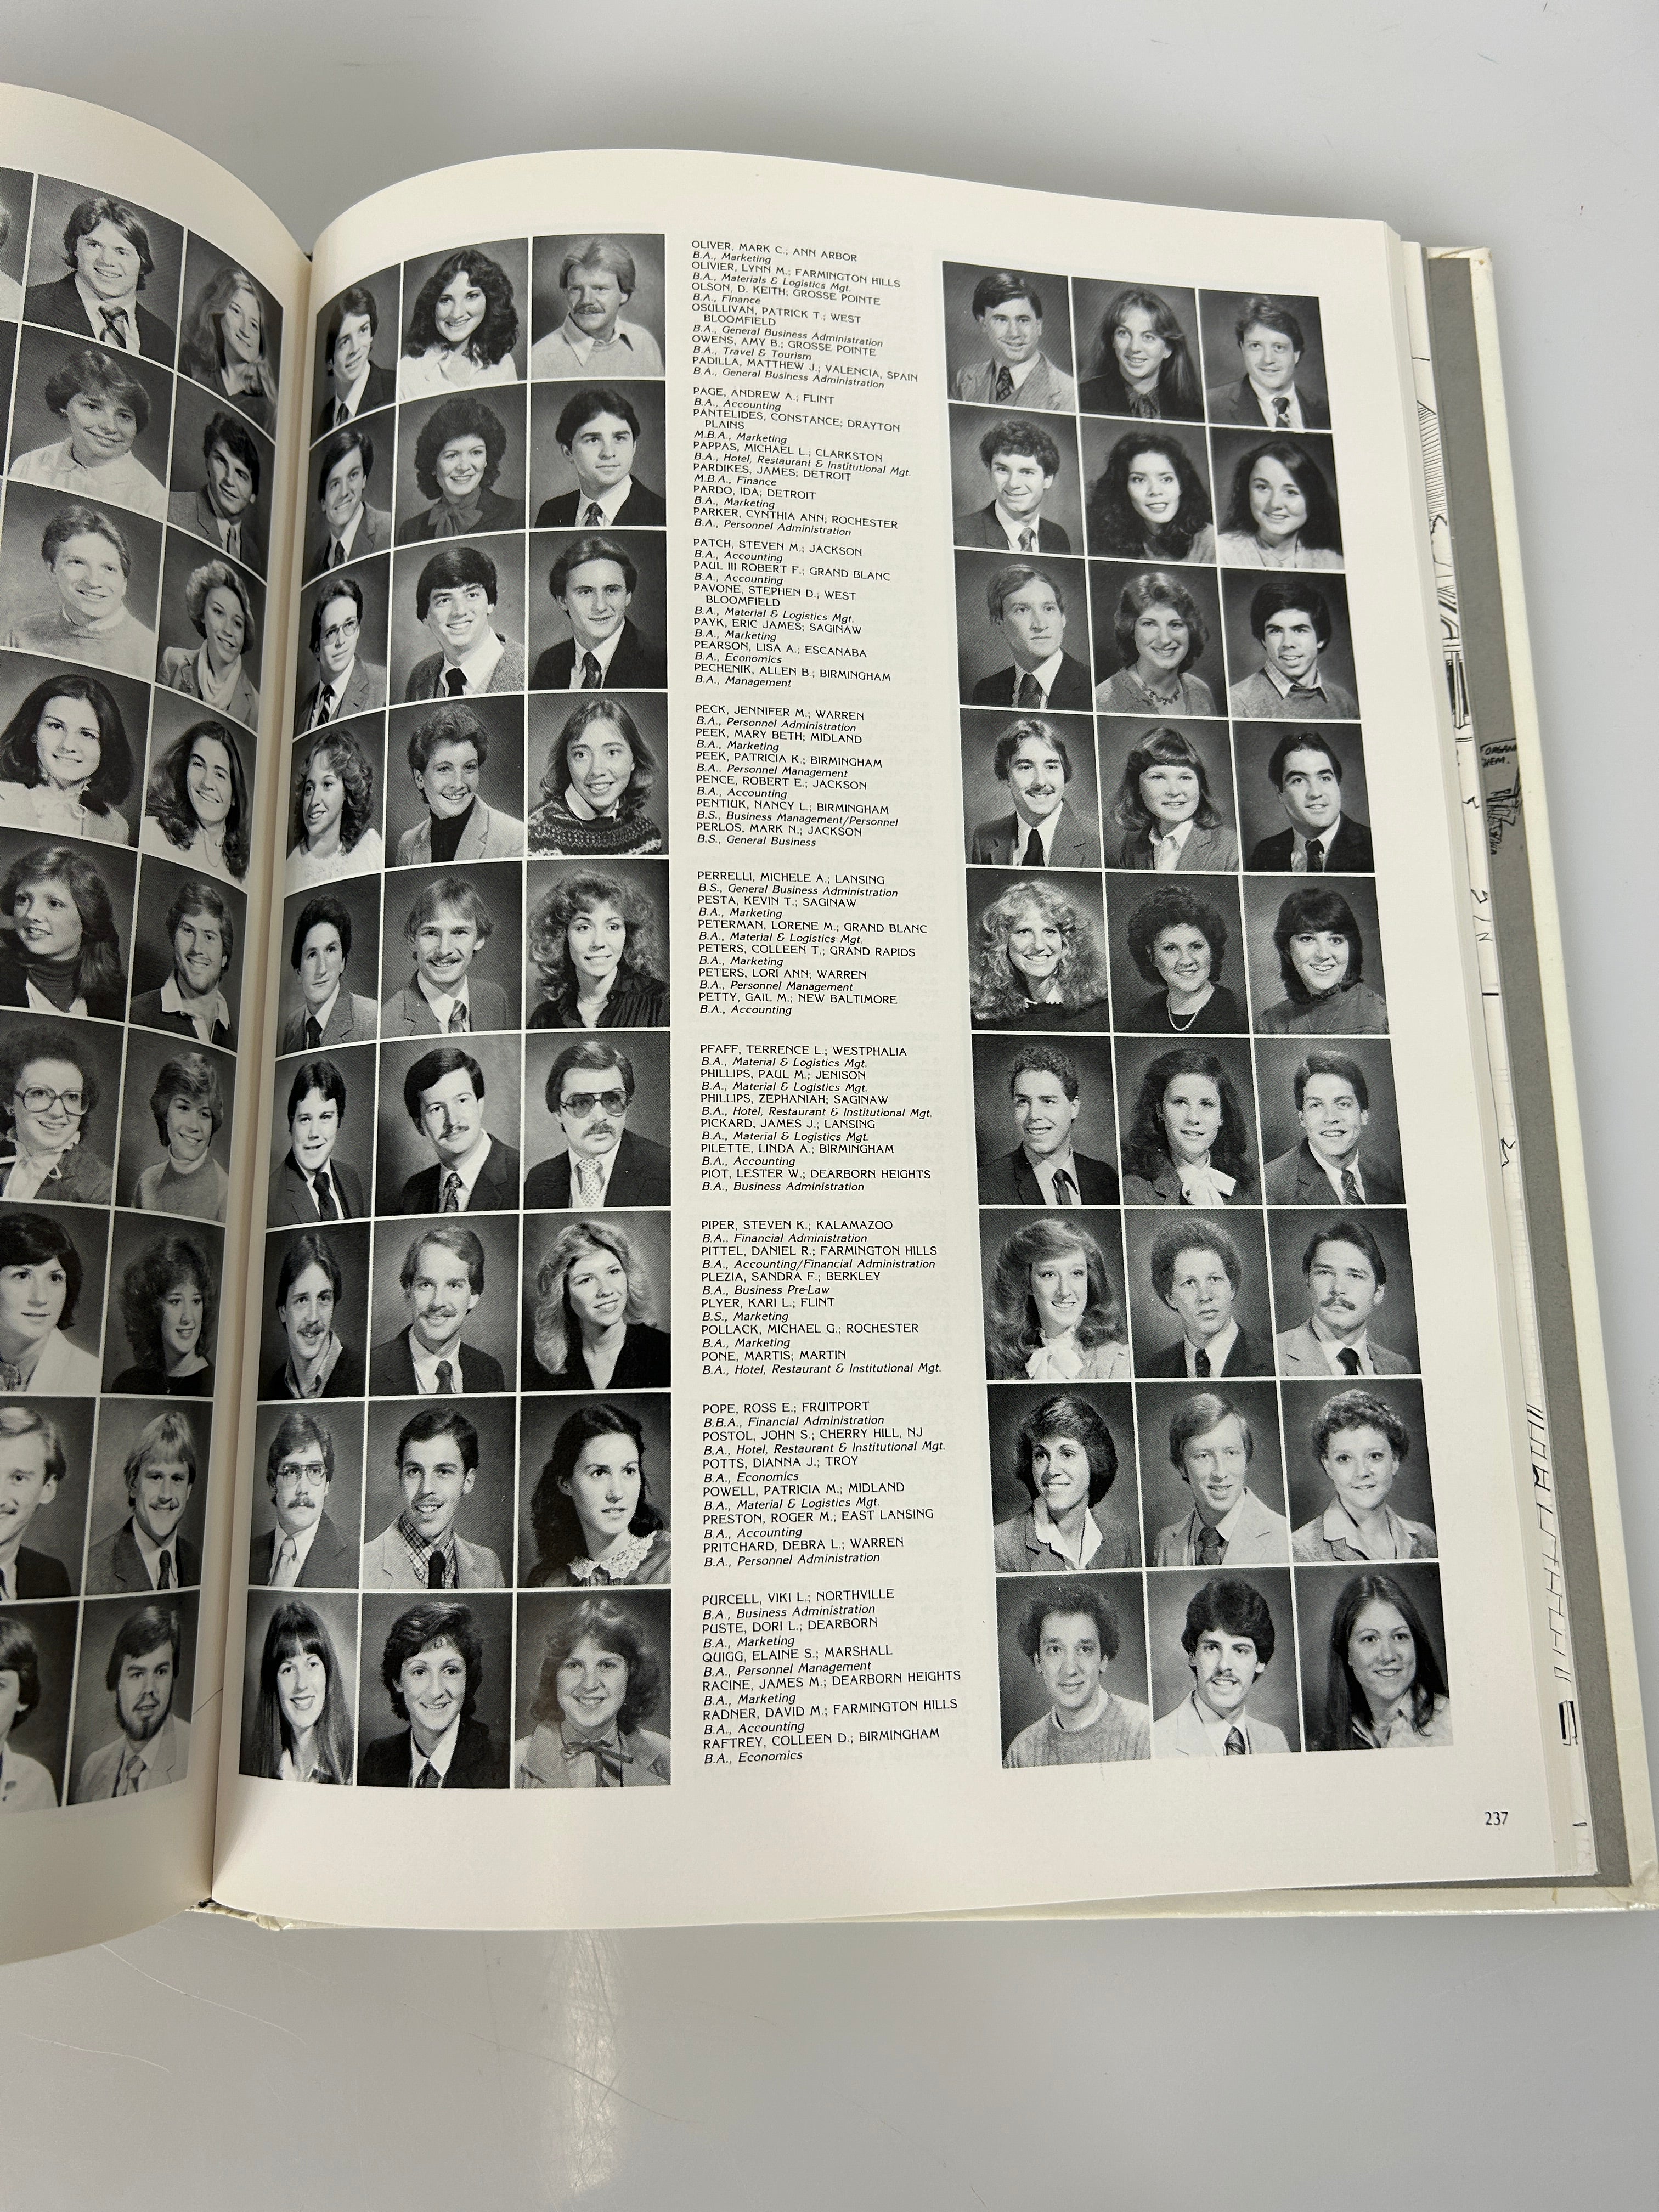 OLIVER, MARK C.; ANN ARBOR
B.A., Marketing
OLIVIER, LYNN M.; FARMINGTON HILLS
B.A., Materials & Logistics Mgt.
OLSON, D. KEITH; GROSSE POINTE
B.A., Finance
OSULLIVAN, PATRICK T.; WEST
BLOOMFIELD
B.A., General Business Administration
OWENS, AMY B.; GROSSE POINTE
B.A., Travel & Tourism
PADILLA, MATTHEW J.; VALENCIA, SPAIN
B.A., General Business Administration
PAGE, ANDREW A.; FLINT
B.A., Accounting
PANTELIDES, CONSTANCE; DRAYTON
PLAINS
M.B.A., Marketing
PAPPAS, MICHAEL L.; CLARKSTON
B.A., Hotel, Restaurant & Institutional Mgt.
PARDIKES, JAMES; DETROIT
M.B.A., Finance
PARDO, IDA; DETROIT
B.A., Marketing
PARKER, CYNTHIA ANN; ROCHESTER
B.A., Personnel Administration
PATCH, STEVEN M.; JACKSON
B.A., Accounting
PAUL III ROBERT F.; GRAND BLANC
B.A., Accounting
PAVONE, STEPHEN D.; WEST
BLOOMFIELD
B.A., Material & Logistics Mgt.
PAYK, ERIC JAMES; SAGINAW
B.A., Marketing
PEARSON, LISA A.; ESCANABA
B.A., Economics
PECHENIK, ALLEN B.; BIRMINGHAM
B.A., Management
PECK, JENNIFER M.; WARREN
B.A., Personnel Administration
PEEK, MARY BETH; MIDLAND
B.A., Marketing
PEEK, PATRICIA K.; BIRMINGHAM
B.A.. Personnel Management
PENCE, ROBERT E.; JACKSON
B.A., Accounting
PENTIUK, NANCY L.; BIRMINGHAM
B.S., Business Management/Personnel
PERLOS, MARK N.; JACKSON
B.S., General Business
PERRELLI, MICHELE A.; LANSING
B.S., General Business Administration
PESTA, KEVIN T.; SAGINAW
B.A., Marketing
PETERMAN, LORENE M.; GRAND BLANC
B.A., Material & Logistics Mgt.
PETERS, COLLEEN T.; GRAND RAPIDS
B.A., Marketing
PETERS, LORI ANN; WARREN
B.A., Personnel Management
PETTY, GAIL M.; NEW BALTIMORE
B.A., Accounting
PFAFF, TERRENCE L.; WESTPHALIA
B.A., Material & Logistics Mgt.
PHILLIPS, PAUL M.; JENISON
B.A., Material & Logistics Mgt.
PHILLIPS, ZEPHANIAH; SAGINAW
B.A., Hotel, Restaurant & Institutional Mgt.
PICKARD, JAMES J.; LANSING
B.A., Material & Logistics Mgt.
PILETTE, LINDA A.; BIRMINGHAM
B.A., Accounting
PIOT, LESTER W.; DEARBORN HEIGHTS
B.A., Business Administration
PIPER, STEVEN K.; KALAMAZOO
B.A.. Financial Administration
PITTEL, DANIEL R.; FARMINGTON HILLS
B.A., Accounting/Financial Administration
PLEZIA, SANDRA F.; BERKLEY
B.A., Business Pre-Law
PLYER, KARI L.; FLINT
B.S., Marketing
POLLACK, MICHAEL G.; ROCHESTER
B.A., Marketing
PONE, MARTIS; MARTIN
B.A., Hotel, Restaurant & Institutional Mgt.
POPE, ROSS E.; FRUITPORT
B.B.A., Financial Administration
POSTOL, JOHN S.; CHERRY HILL, NJ
B.A., Hotel, Restaurant & Institutional Mgt.
POTTS, DIANNA J.; TROY
B.A., Economics
POWELL, PATRICIA M.; MIDLAND
B.A., Material & Logistics Mgt.
PRESTON, ROGER M.; EAST LANSING
B.A., Accounting
PRITCHARD, DEBRA L.; WARREN
B.A., Personnel Administration
PURCELL, VIKI L.; NORTHVILLE
B.A., Business Administration
PUSTE, DORI L.; DEARBORN
B.A., Marketing
QUIGG, ELAINE S.; MARSHALL
B.A., Personnel Management
RACINE, JAMES M.; DEARBORN HEIGHTS
B.A., Marketing
RADNER, DAVID M.; FARMINGTON HILLS
B.A., Accounting
RAFTREY, COLLEEN D.; BIRMINGHAM
B.A., Economics
237